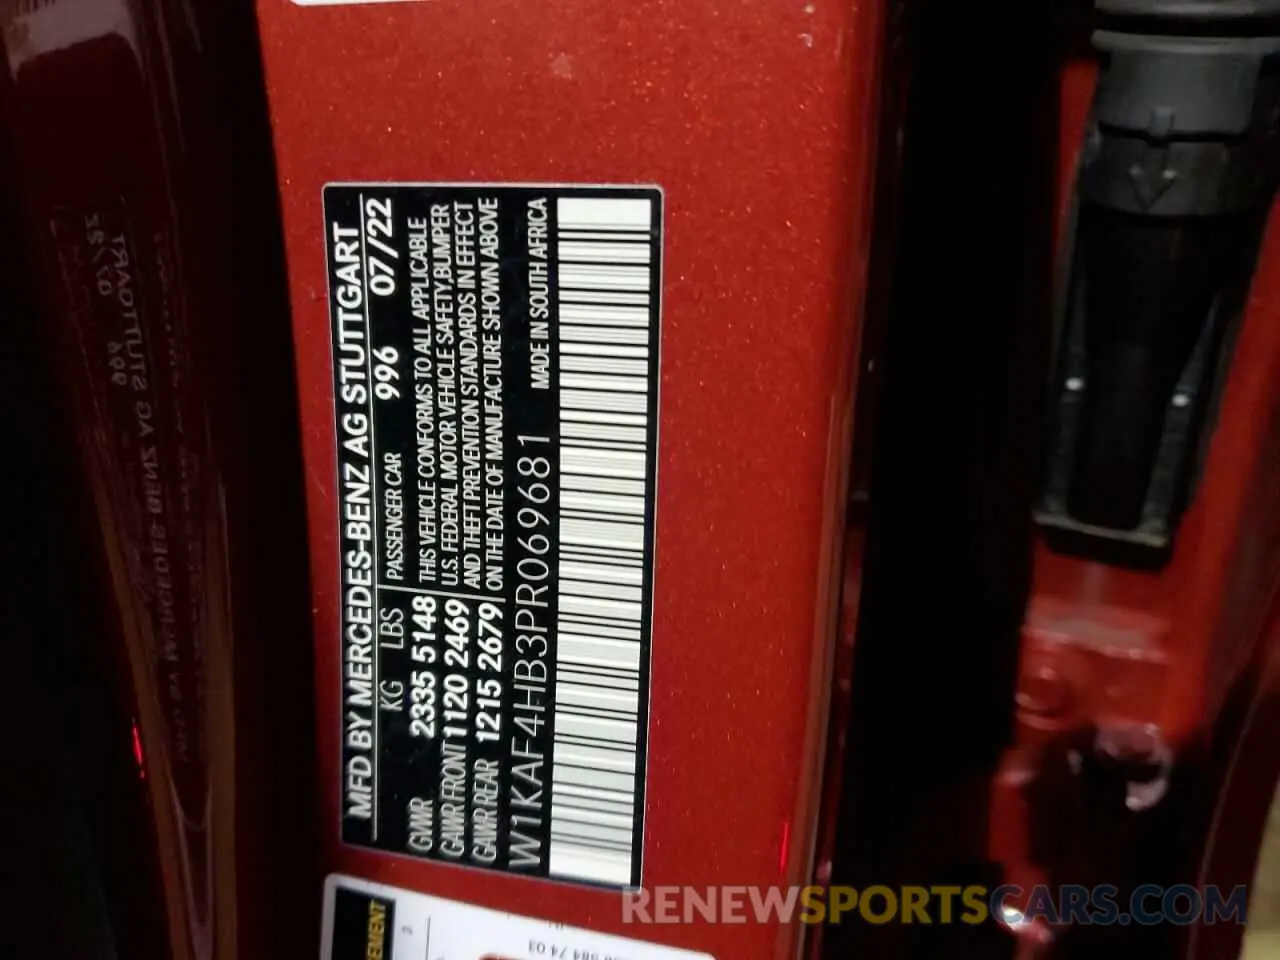 MFD BY MERCEDES-BENZ AG STUTTGART
KG LBS PASSENGER CAR 996 07/22
GVWR 2335 5148 THIS VEHICLE CONFORMS TO ALL APPLICABLE
GAWR FRONT 1120 2469 U.S. FEDERAL MOTOR VEHICLE SAFETY,BUMPER
GAWR REAR 1215 2679 AND THEFT PREVENTION STANDARDS IN EFFECT
ON THE DATE OF MANUFACTURE SHOWN ABOVE
W1KAF4HB3PR069681 MADE IN SOUTH AFRICA
RENEWSPORTSCARS.COM